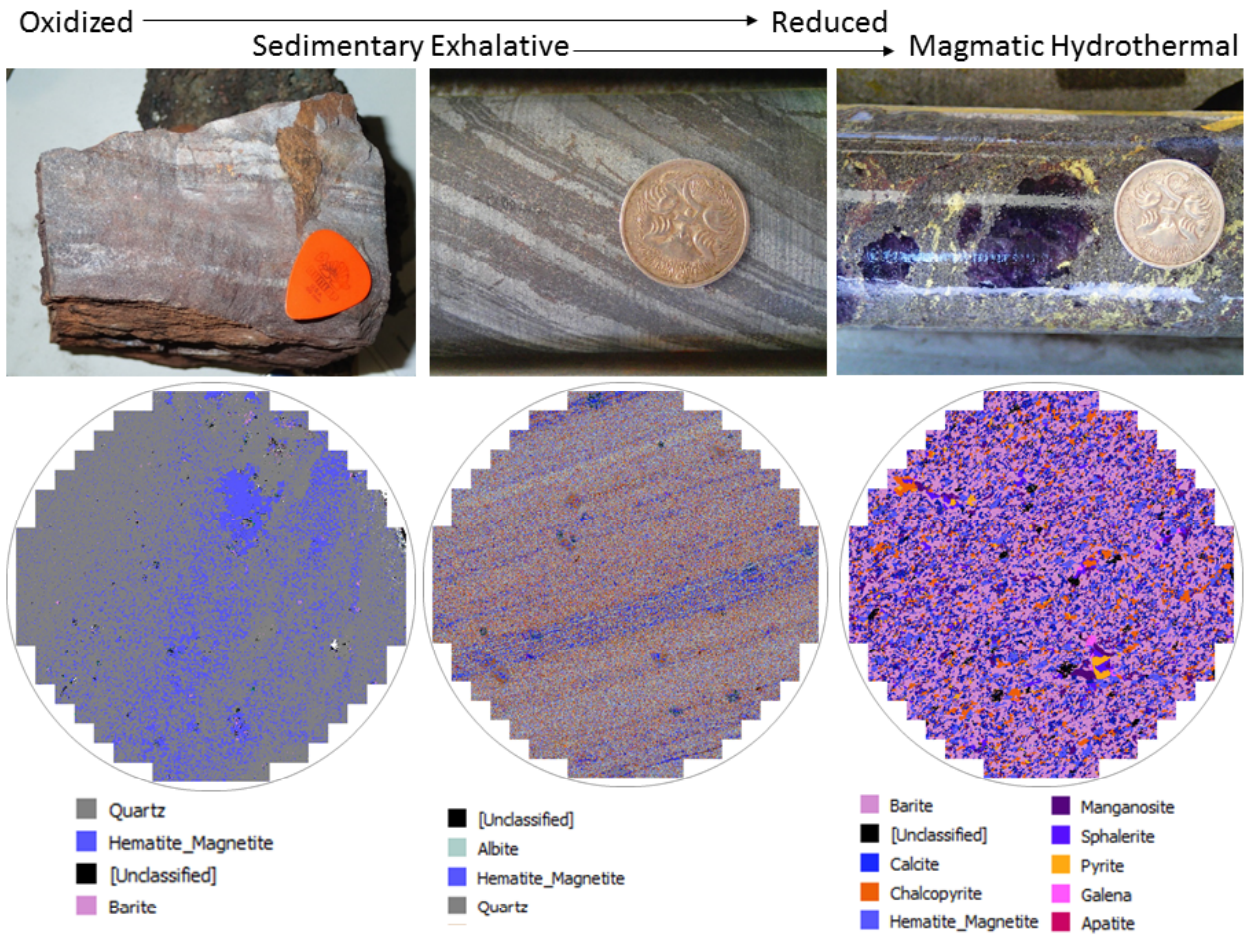 Oxidized
Reduced
Sedimentary Exhalative
Magmatic Hydrothermal
Quartz
Hematite_Magnetite
[Unclassified]
Barite
[Unclassified]
Albite
Hematite_Magnetite
Quartz
Barite
[Unclassified]
Calcite
Chalcopyrite
Hematite_Magnetite
Manganosite
Sphalerite
Pyrite
Galena
Apatite